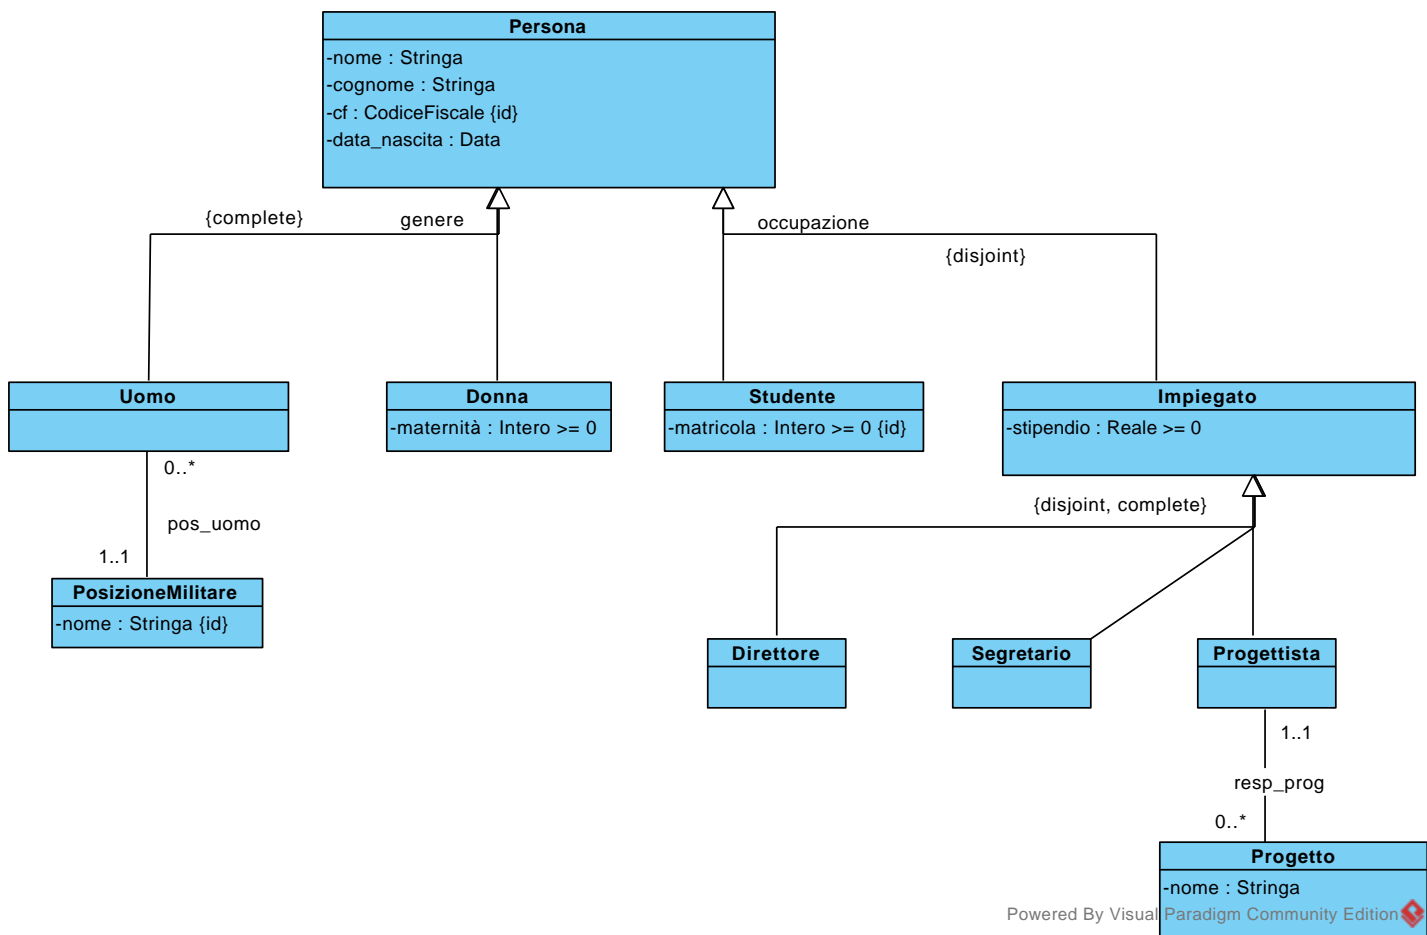 Persona
-nome : Stringa
-cognome : Stringa
-cf : CodiceFiscale {id}
-data_nascita : Data
{complete}
genere
occupazione
{disjoint}
Uomo
Donna
-maternità : Intero >= 0
Studente
-matricola : Intero >= 0 {id}
Impiegato
-stipendio : Reale >= 0
0..*
pos_uomo
1..1
{disjoint, complete}
PosizioneMilitare
-nome : Stringa {id}
Direttore
Segretario
Progettista
1..1
resp_prog
0..*
Progetto
-nome : Stringa
Powered By Visual Paradigm Community Edition